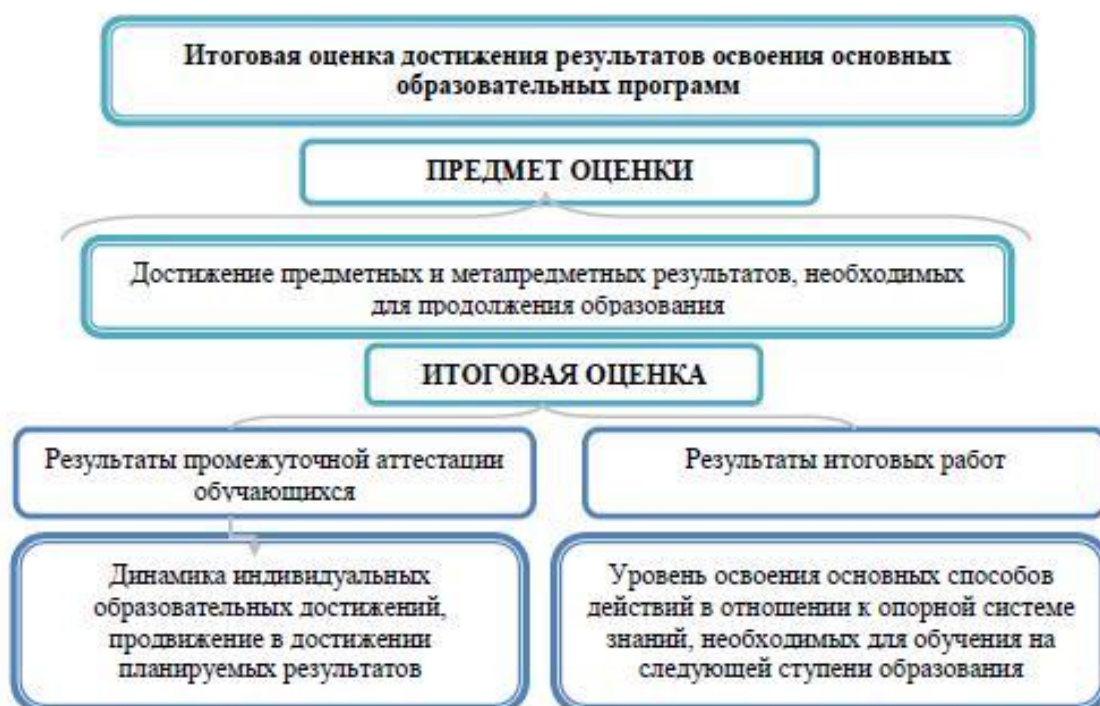 Итоговая оценка достижения результатов освоения основных
образовательных программ
ПРЕДМЕТ ОЦЕНКИ
Достижение предметных и метапредметных результатов, необходимых
для продолжения образования
ИТОГОВАЯ ОЦЕНКА
Результаты промежуточной аттестации
обучающихся
Результаты итоговых работ
Динамика индивидуальных
образовательных достижений,
продвижение в достижении
планируемых результатов
Уровень освоения основных способов
действий в отношении к опорной системе
знаний, необходимых для обучения на
следующей ступени образования